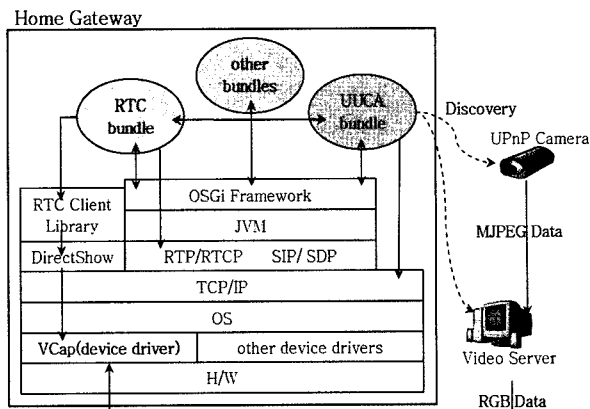 Home Gateway
other
bundles
RTC
bundle
UUCA
bundle
Discovery
UPnP Camera
OSGi Framework
RTC Client
Library
JVM
MJPEG Data
DirectShow
RTP/RTCP SIP/ SDP
TCP/IP
OS
VCap(device driver) other device drivers
Video Server
H/W
RGB Data